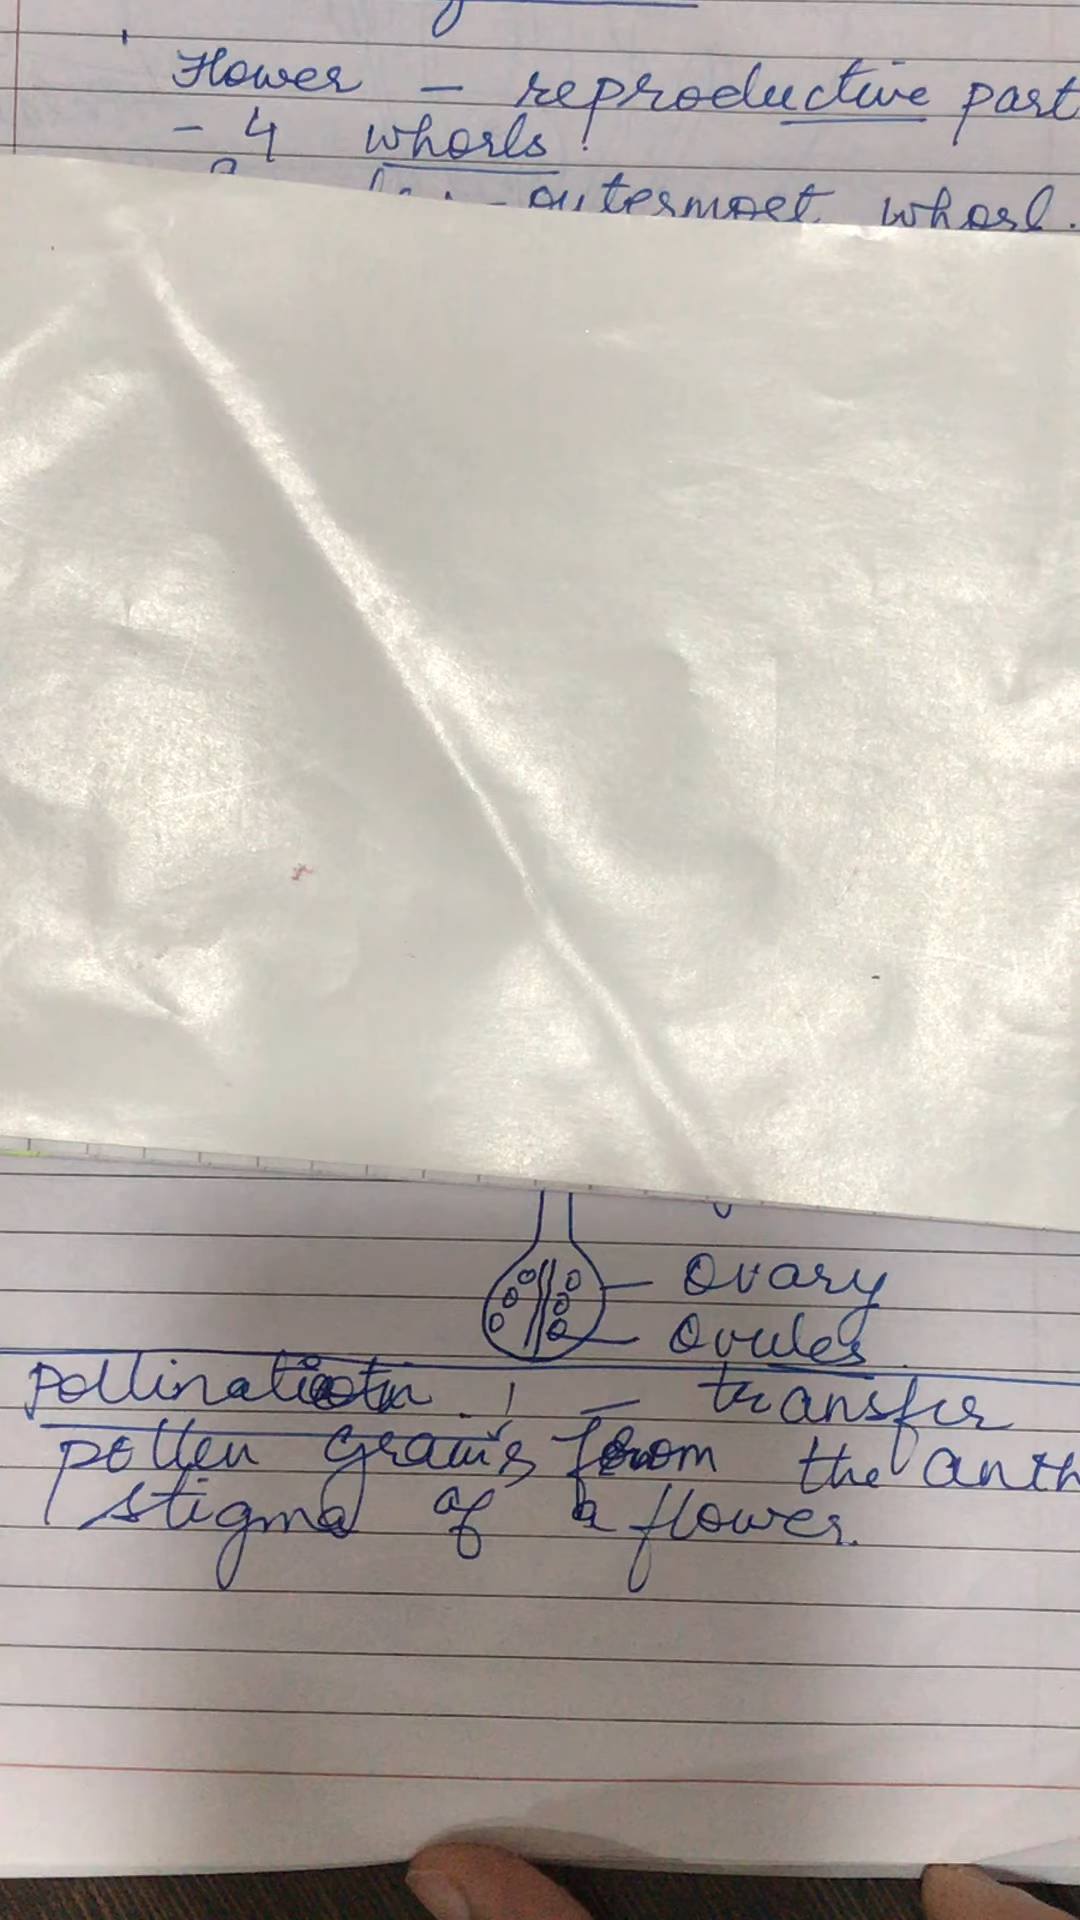 Flower - reproductive part
- 4 whorls
- outermost whorl.
Ovary
Ovules
Pollination :- transfer
pollen grains from the anth
stigma of a flower.